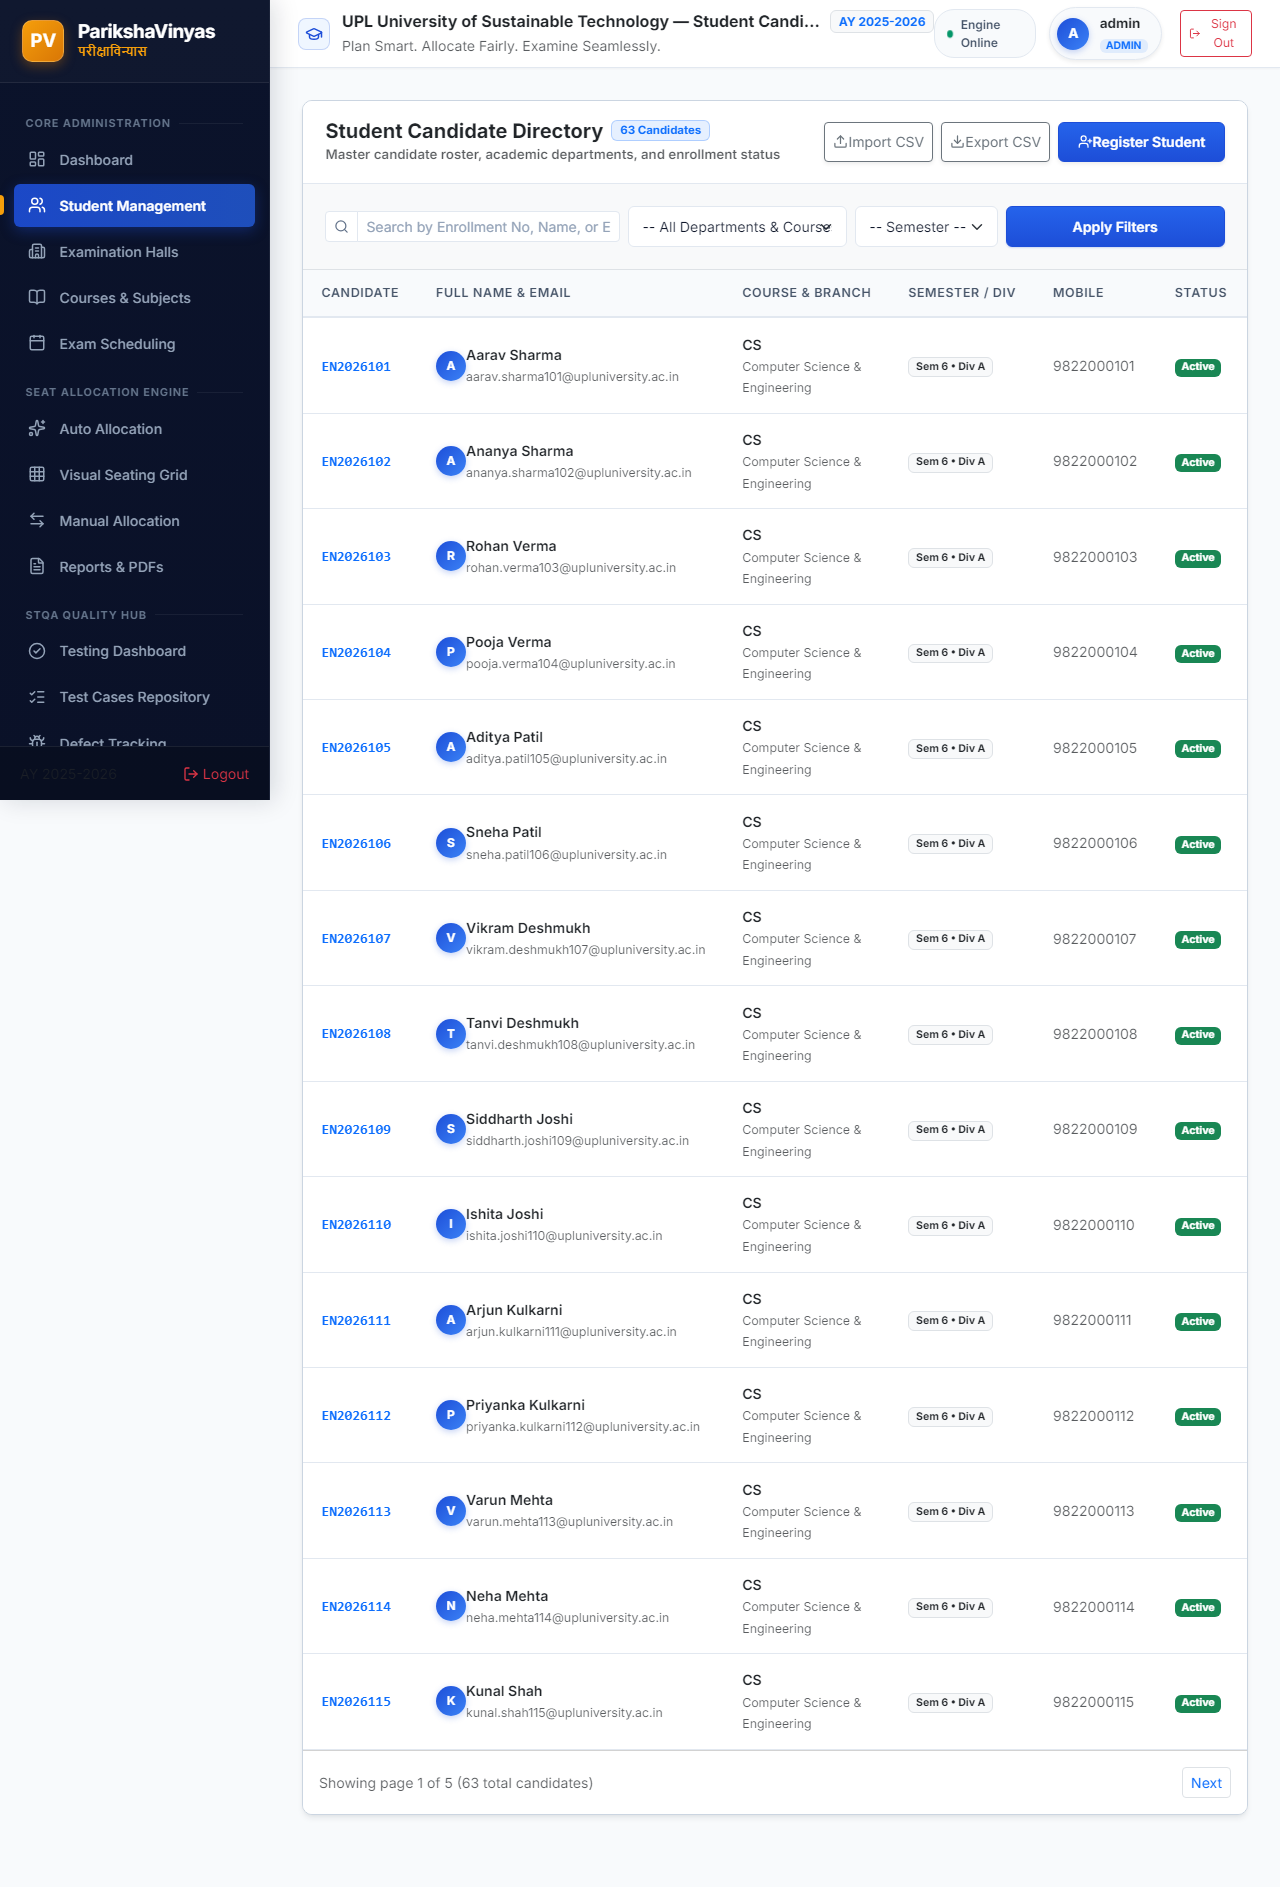 PV
ParikshaVinyas
परीक्षाविन्यास
CORE ADMINISTRATION
Dashboard
Student Management
Examination Halls
Courses & Subjects
Exam Scheduling
SEAT ALLOCATION ENGINE
Auto Allocation
Visual Seating Grid
Manual Allocation
Reports & PDFs
STQA QUALITY HUB
Testing Dashboard
Test Cases Repository
Defect Tracking
AY 2025-2026
Logout
UPL University of Sustainable Technology — Student Candi...
AY 2025-2026
Plan Smart. Allocate Fairly. Examine Seamlessly.
Engine Online
A
admin
ADMIN
Sign Out
Student Candidate Directory
63 Candidates
Master candidate roster, academic departments, and enrollment status
Import CSV
Export CSV
Register Student
Search by Enrollment No, Name, or E
-- All Departments & Course
-- Semester --
Apply Filters
CANDIDATE FULL NAME & EMAIL COURSE & BRANCH SEMESTER / DIV MOBILE STATUS
EN2026101 A Aarav Sharma aarav.sharma101@upluniversity.ac.in CS Computer Science & Engineering Sem 6 • Div A 9822000101 Active
EN2026102 A Ananya Sharma ananya.sharma102@upluniversity.ac.in CS Computer Science & Engineering Sem 6 • Div A 9822000102 Active
EN2026103 R Rohan Verma rohan.verma103@upluniversity.ac.in CS Computer Science & Engineering Sem 6 • Div A 9822000103 Active
EN2026104 P Pooja Verma pooja.verma104@upluniversity.ac.in CS Computer Science & Engineering Sem 6 • Div A 9822000104 Active
EN2026105 A Aditya Patil aditya.patil105@upluniversity.ac.in CS Computer Science & Engineering Sem 6 • Div A 9822000105 Active
EN2026106 S Sneha Patil sneha.patil106@upluniversity.ac.in CS Computer Science & Engineering Sem 6 • Div A 9822000106 Active
EN2026107 V Vikram Deshmukh vikram.deshmukh107@upluniversity.ac.in CS Computer Science & Engineering Sem 6 • Div A 9822000107 Active
EN2026108 T Tanvi Deshmukh tanvi.deshmukh108@upluniversity.ac.in CS Computer Science & Engineering Sem 6 • Div A 9822000108 Active
EN2026109 S Siddharth Joshi siddharth.joshi109@upluniversity.ac.in CS Computer Science & Engineering Sem 6 • Div A 9822000109 Active
EN2026110 I Ishita Joshi ishita.joshi110@upluniversity.ac.in CS Computer Science & Engineering Sem 6 • Div A 9822000110 Active
EN2026111 A Arjun Kulkarni arjun.kulkarni111@upluniversity.ac.in CS Computer Science & Engineering Sem 6 • Div A 9822000111 Active
EN2026112 P Priyanka Kulkarni priyanka.kulkarni112@upluniversity.ac.in CS Computer Science & Engineering Sem 6 • Div A 9822000112 Active
EN2026113 V Varun Mehta varun.mehta113@upluniversity.ac.in CS Computer Science & Engineering Sem 6 • Div A 9822000113 Active
EN2026114 N Neha Mehta neha.mehta114@upluniversity.ac.in CS Computer Science & Engineering Sem 6 • Div A 9822000114 Active
EN2026115 K Kunal Shah kunal.shah115@upluniversity.ac.in CS Computer Science & Engineering Sem 6 • Div A 9822000115 Active
Showing page 1 of 5 (63 total candidates)
Next